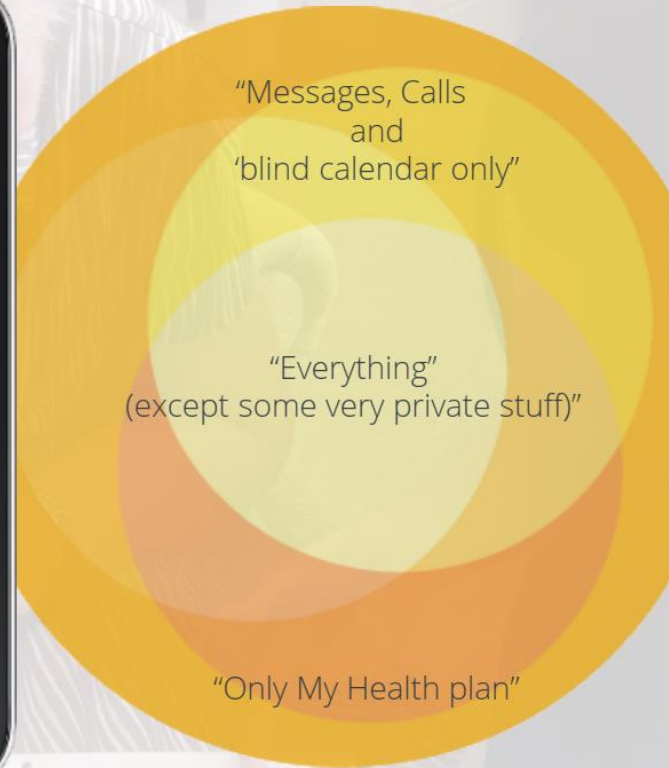 “Messages, Calls
and
‘blind calendar only”
“Everything”
(except some very private stuff)”
“Only My Health plan”